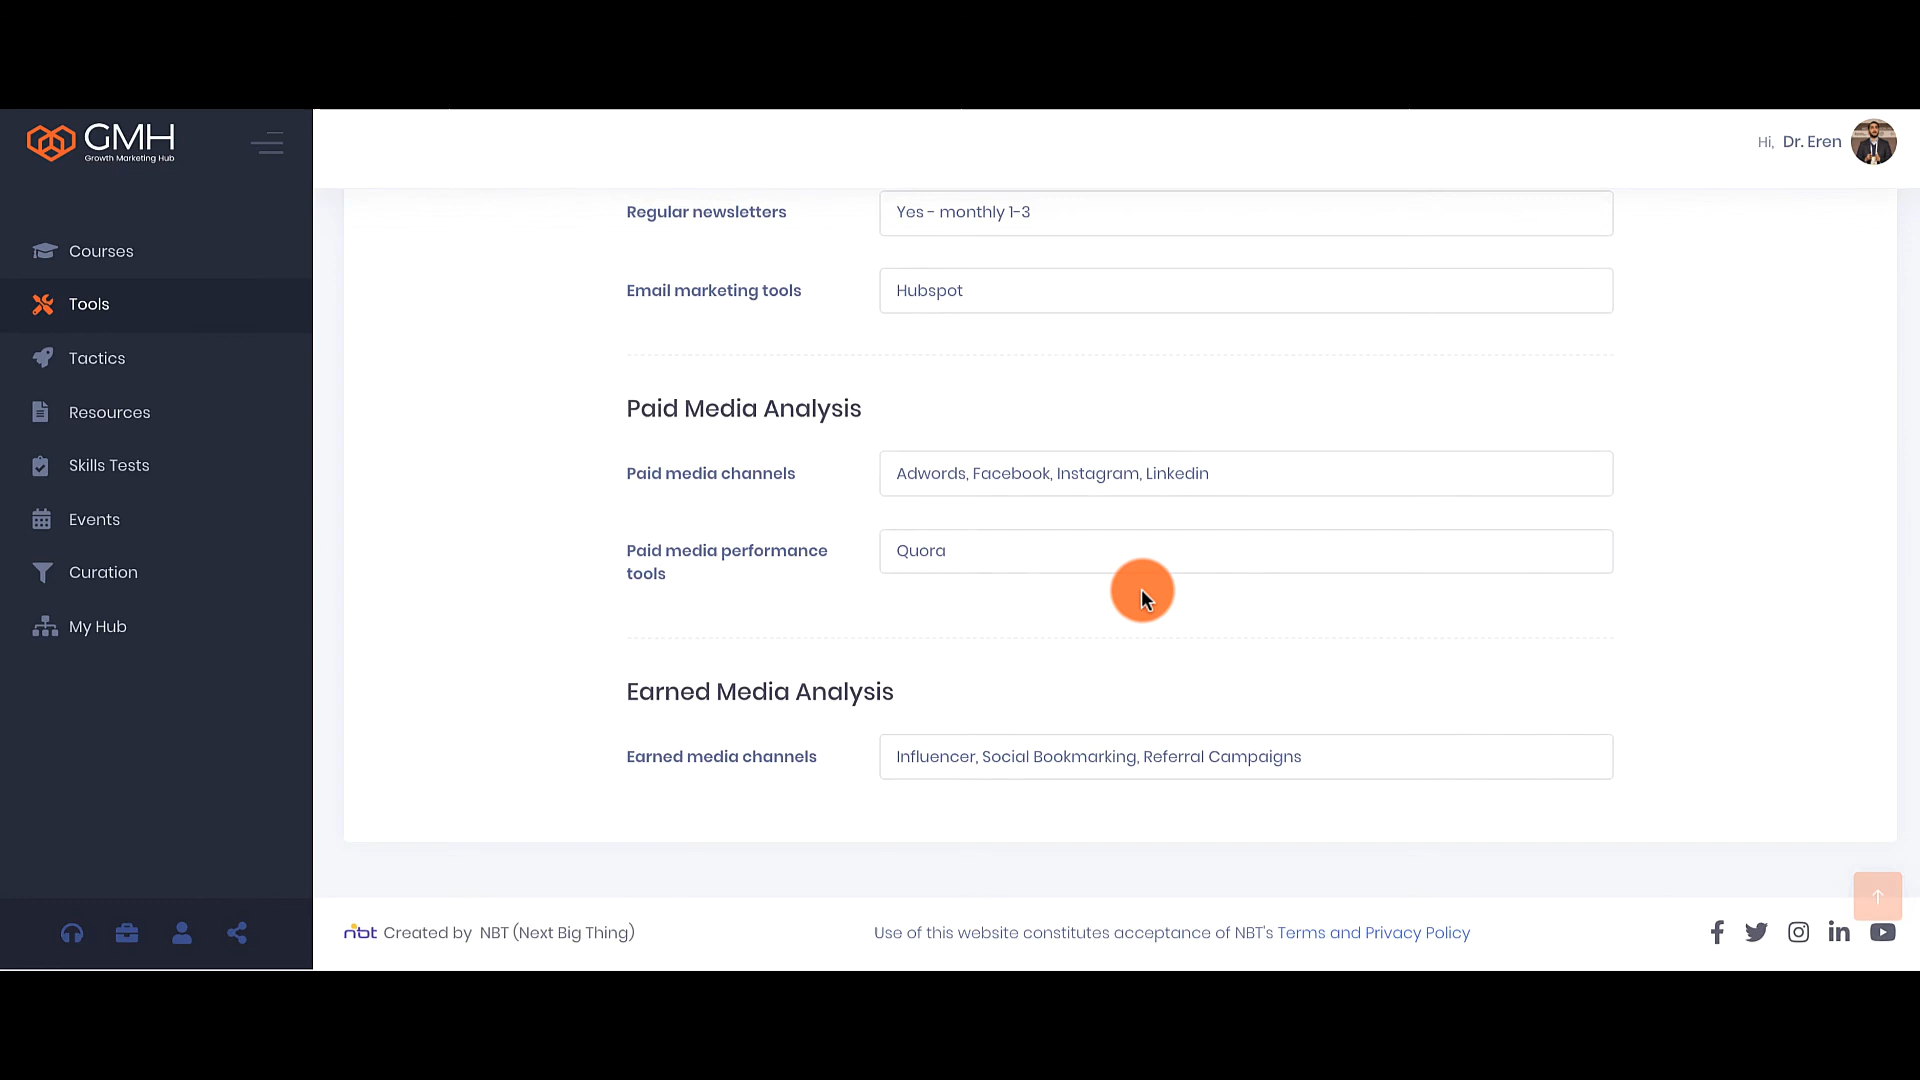 GMH
Growth Marketing Hub
Hi, Dr. Eren
Courses
Tools
Tactics
Resources
Skills Tests
Events
Curation
My Hub
Regular newsletters
Yes - monthly 1-3
Email marketing tools
Hubspot
Paid Media Analysis
Paid media channels
Adwords, Facebook, Instagram, Linkedin
Paid media performance
tools
Quora
Earned Media Analysis
Earned media channels
Influencer, Social Bookmarking, Referral Campaigns
nbt Created by NBT (Next Big Thing)
Use of this website constitutes acceptance of NBT's Terms and Privacy Policy